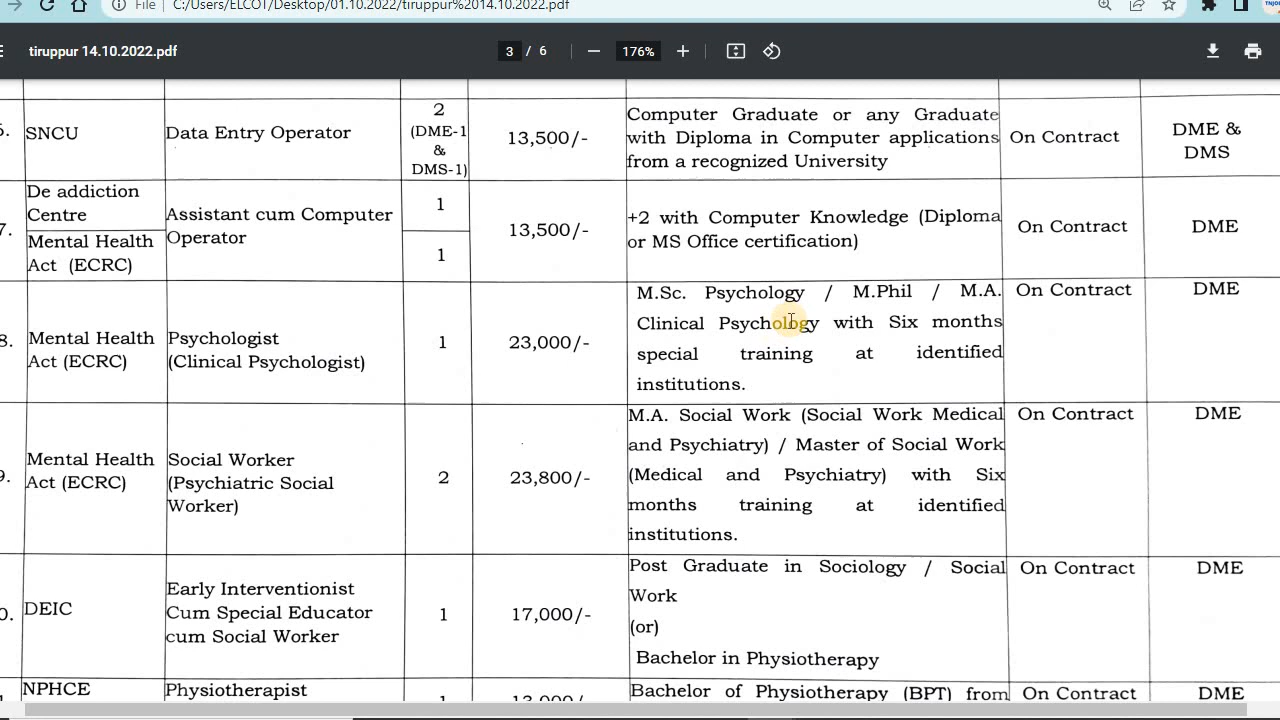 File C:/Users/ELCOT/Desktop/01.10.2022/tiruppur%2014.10.2022.pdf
tiruppur 14.10.2022.pdf
3 / 6
176%
SNCU
Data Entry Operator
2
(DME-1
&
DMS-1)
13,500/-
Computer Graduate or any Graduate
with Diploma in Computer applications
from a recognized University
On Contract
DME &
DMS
7.
De addiction
Centre
Mental Health
Act (ECRC)
Assistant cum Computer
Operator
1
1
13,500/-
+2 with Computer Knowledge (Diploma
or MS Office certification)
On Contract
DME
8.
Mental Health
Act (ECRC)
Psychologist
(Clinical Psychologist)
1
23,000/-
M.Sc. Psychology / M.Phil / M.A.
Clinical Psychology with Six months
special training at identified
institutions.
On Contract
DME
9.
Mental Health
Act (ECRC)
Social Worker
(Psychiatric Social
Worker)
2
23,800/-
M.A. Social Work (Social Work Medical
and Psychiatry) / Master of Social Work
(Medical and Psychiatry) with Six
months training at identified
institutions.
On Contract
DME
0.
DEIC
Early Interventionist
Cum Special Educator
cum Social Worker
1
17,000/-
Post Graduate in Sociology / Social
Work
(or)
Bachelor in Physiotherapy
On Contract
DME
NPHCE
Physiotherapist
1
Bachelor of Physiotherapy (BPT) from
On Contract
DME